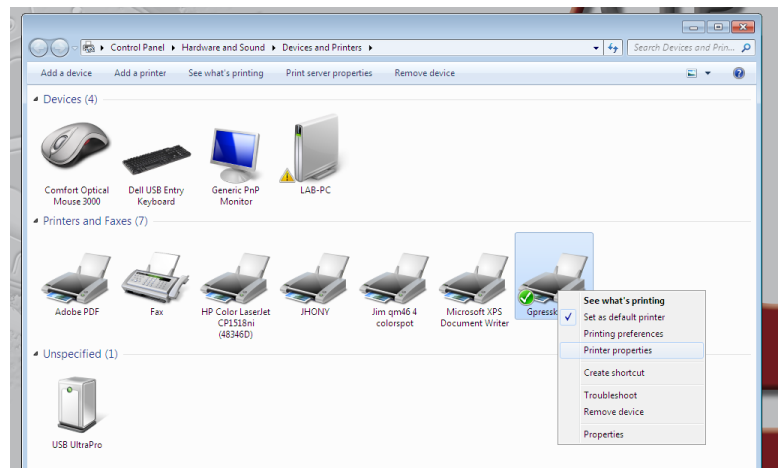 Control Panel Hardware and Sound Devices and Printers
Search Devices and Prin...
Add a device Add a printer See what's printing Print server properties Remove device
Devices (4)
Comfort Optical
Mouse 3000
Dell USB Entry
Keyboard
Generic PnP
Monitor
LAB-PC
Printers and Faxes (7)
Adobe PDF
Fax
HP Color LaserJet
CP1518ni
(48346D)
JHONY
Jim qm46 4
colorspot
Microsoft XPS
Document Writer
Gpressk
See what's printing
Set as default printer
Printing preferences
Printer properties
Create shortcut
Troubleshoot
Remove device
Properties
Unspecified (1)
USB UltraPro